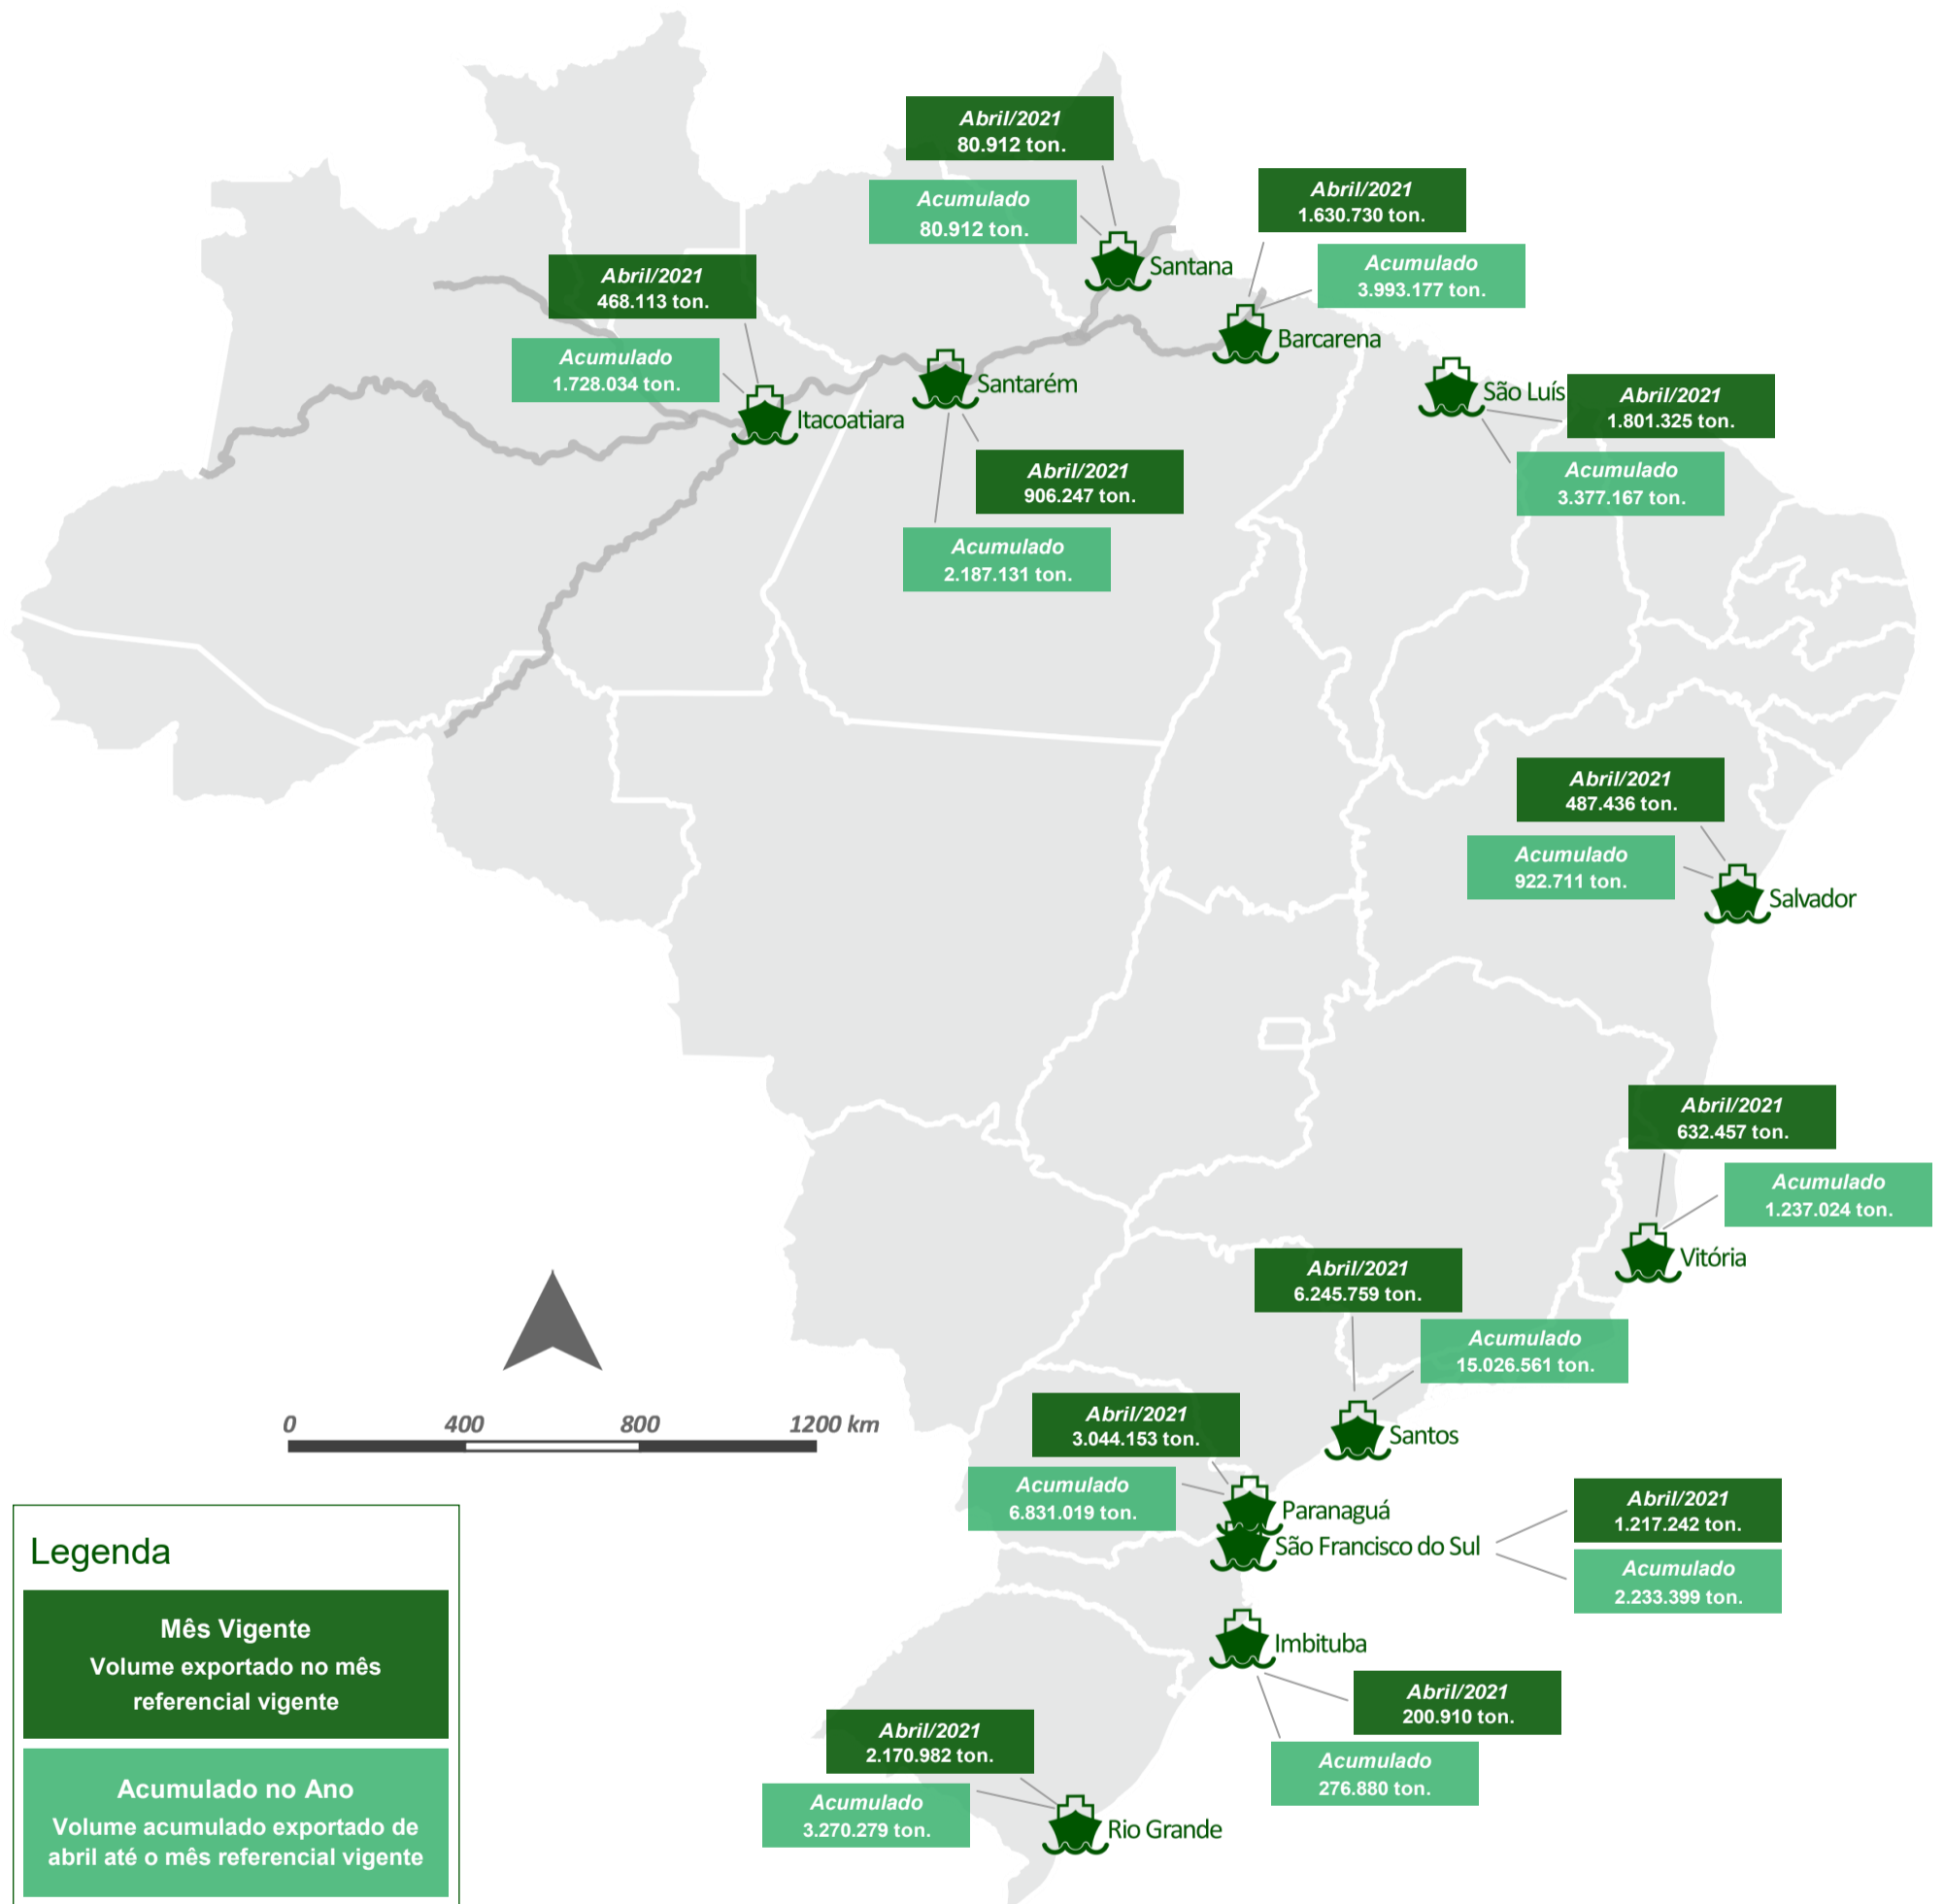 Abril/2021
80.912 ton.
Acumulado
80.912 ton.
Santana
Abril/2021
1.630.730 ton.
Acumulado
3.993.177 ton.
Barcarena
Abril/2021
468.113 ton.
Acumulado
1.728.034 ton.
Itacoatiara
Santarém
Abril/2021
906.247 ton.
Acumulado
2.187.131 ton.
São Luís
Abril/2021
1.801.325 ton.
Acumulado
3.377.167 ton.
Abril/2021
487.436 ton.
Acumulado
922.711 ton.
Salvador
Abril/2021
632.457 ton.
Acumulado
1.237.024 ton.
Vitória
Abril/2021
6.245.759 ton.
Acumulado
15.026.561 ton.
Santos
Abril/2021
3.044.153 ton.
Acumulado
6.831.019 ton.
Paranaguá
São Francisco do Sul
Abril/2021
1.217.242 ton.
Acumulado
2.233.399 ton.
Imbituba
Abril/2021
200.910 ton.
Acumulado
276.880 ton.
Abril/2021
2.170.982 ton.
Acumulado
3.270.279 ton.
Rio Grande
0 400 800 1200 km
Legenda
Mês Vigente
Volume exportado no mês
referencial vigente
Acumulado no Ano
Volume acumulado exportado de
abril até o mês referencial vigente